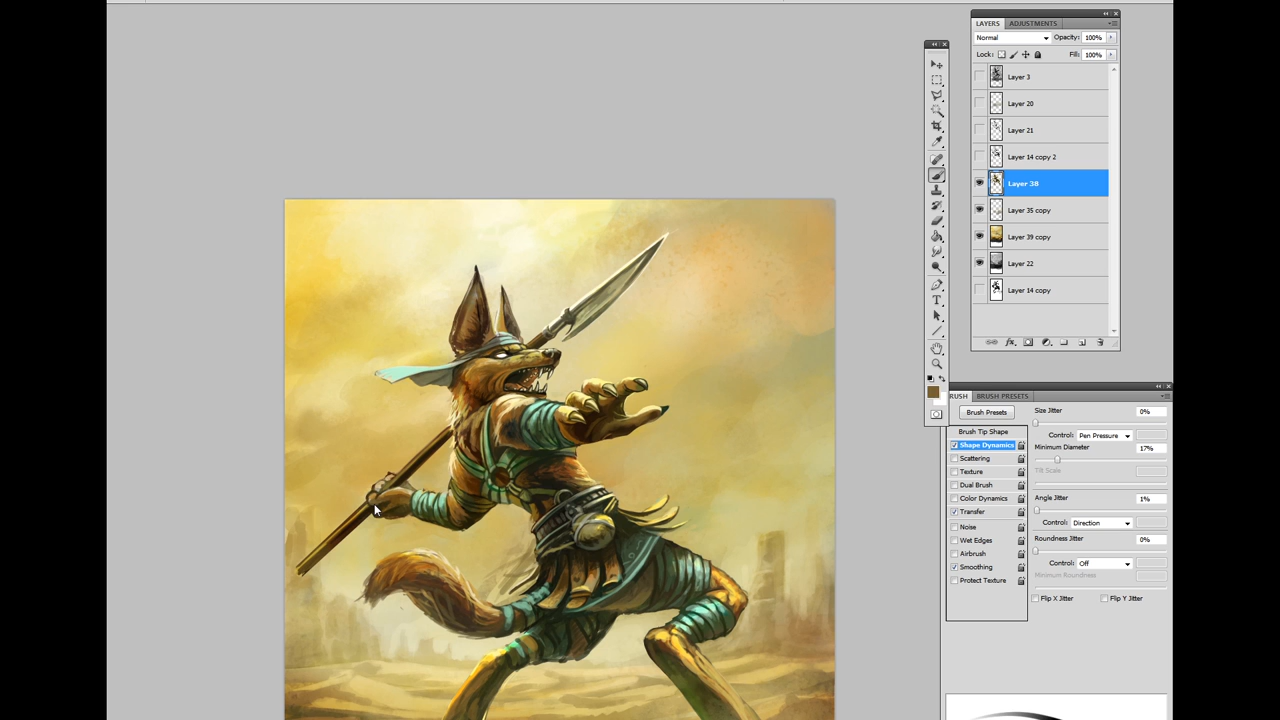 LAYERS ADJUSTMENTS
Normal Opacity: 100%
Lock: Fill: 100%
Layer 3
Layer 20
Layer 21
Layer 14 copy 2
Layer 38
Layer 35 copy
Layer 39 copy
Layer 22
Layer 14 copy
RUSH BRUSH PRESETS
Brush Presets
Brush Tip Shape
Shape Dynamics
Scattering
Texture
Dual Brush
Color Dynamics
Transfer
Noise
Wet Edges
Airbrush
Smoothing
Protect Texture
Size Jitter 0%
Control: Pen Pressure
Minimum Diameter 17%
Tilt Scale
Angle Jitter 1%
Control: Direction
Roundness Jitter 0%
Control: Off
Minimum Roundness
Flip X Jitter Flip Y Jitter